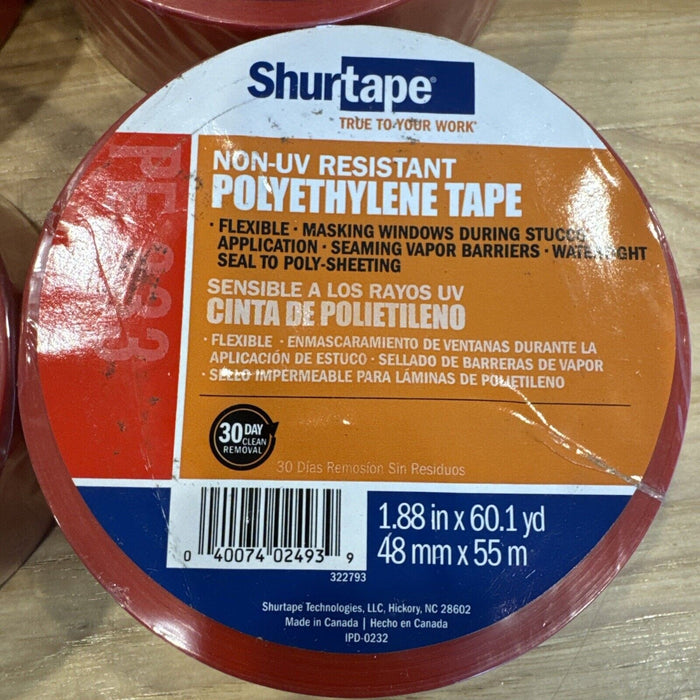 Shurtape®
TRUE TO YOUR WORK®
PE 333
NON-UV RESISTANT
POLYETHYLENE TAPE
· FLEXIBLE · MASKING WINDOWS DURING STUCCO
APPLICATION · SEAMING VAPOR BARRIERS · WATERTIGHT
SEAL TO POLY-SHEETING
SENSIBLE A LOS RAYOS UV
CINTA DE POLIETILENO
· FLEXIBLE · ENMASCARAMIENTO DE VENTANAS DURANTE LA
APLICACIÓN DE ESTUCO · SELLADO DE BARRERAS DE VAPOR
· SELLO IMPERMEABLE PARA LÁMINAS DE POLIETILENO
30 DAY
CLEAN
REMOVAL
30 Días Remosión Sin Residuos
1.88 in x 60.1 yd
48 mm x 55 m
0 40074 02493 9
322793
Shurtape Technologies, LLC, Hickory, NC 28602
Made in Canada | Hecho en Canada
IPD-0232